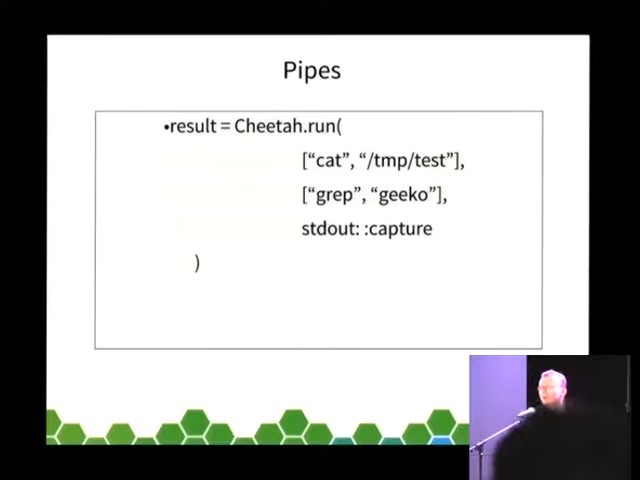 Pipes
•result = Cheetah.run(
[“cat”, “/tmp/test”],
[“grep”, “geeko”],
stdout: :capture
)